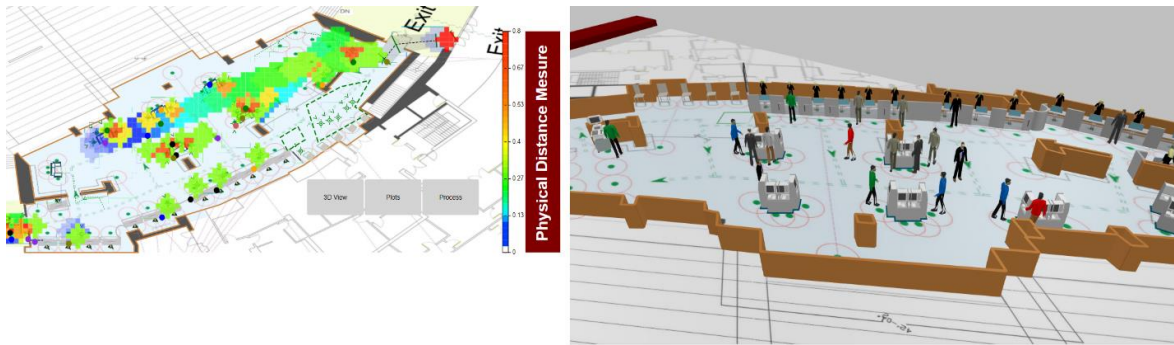 DN
Exit
Exit
0.8
0.67
0.53
0.4
0.27
0.13
0
Physical Distance Mesure
3D View
Plots
Process